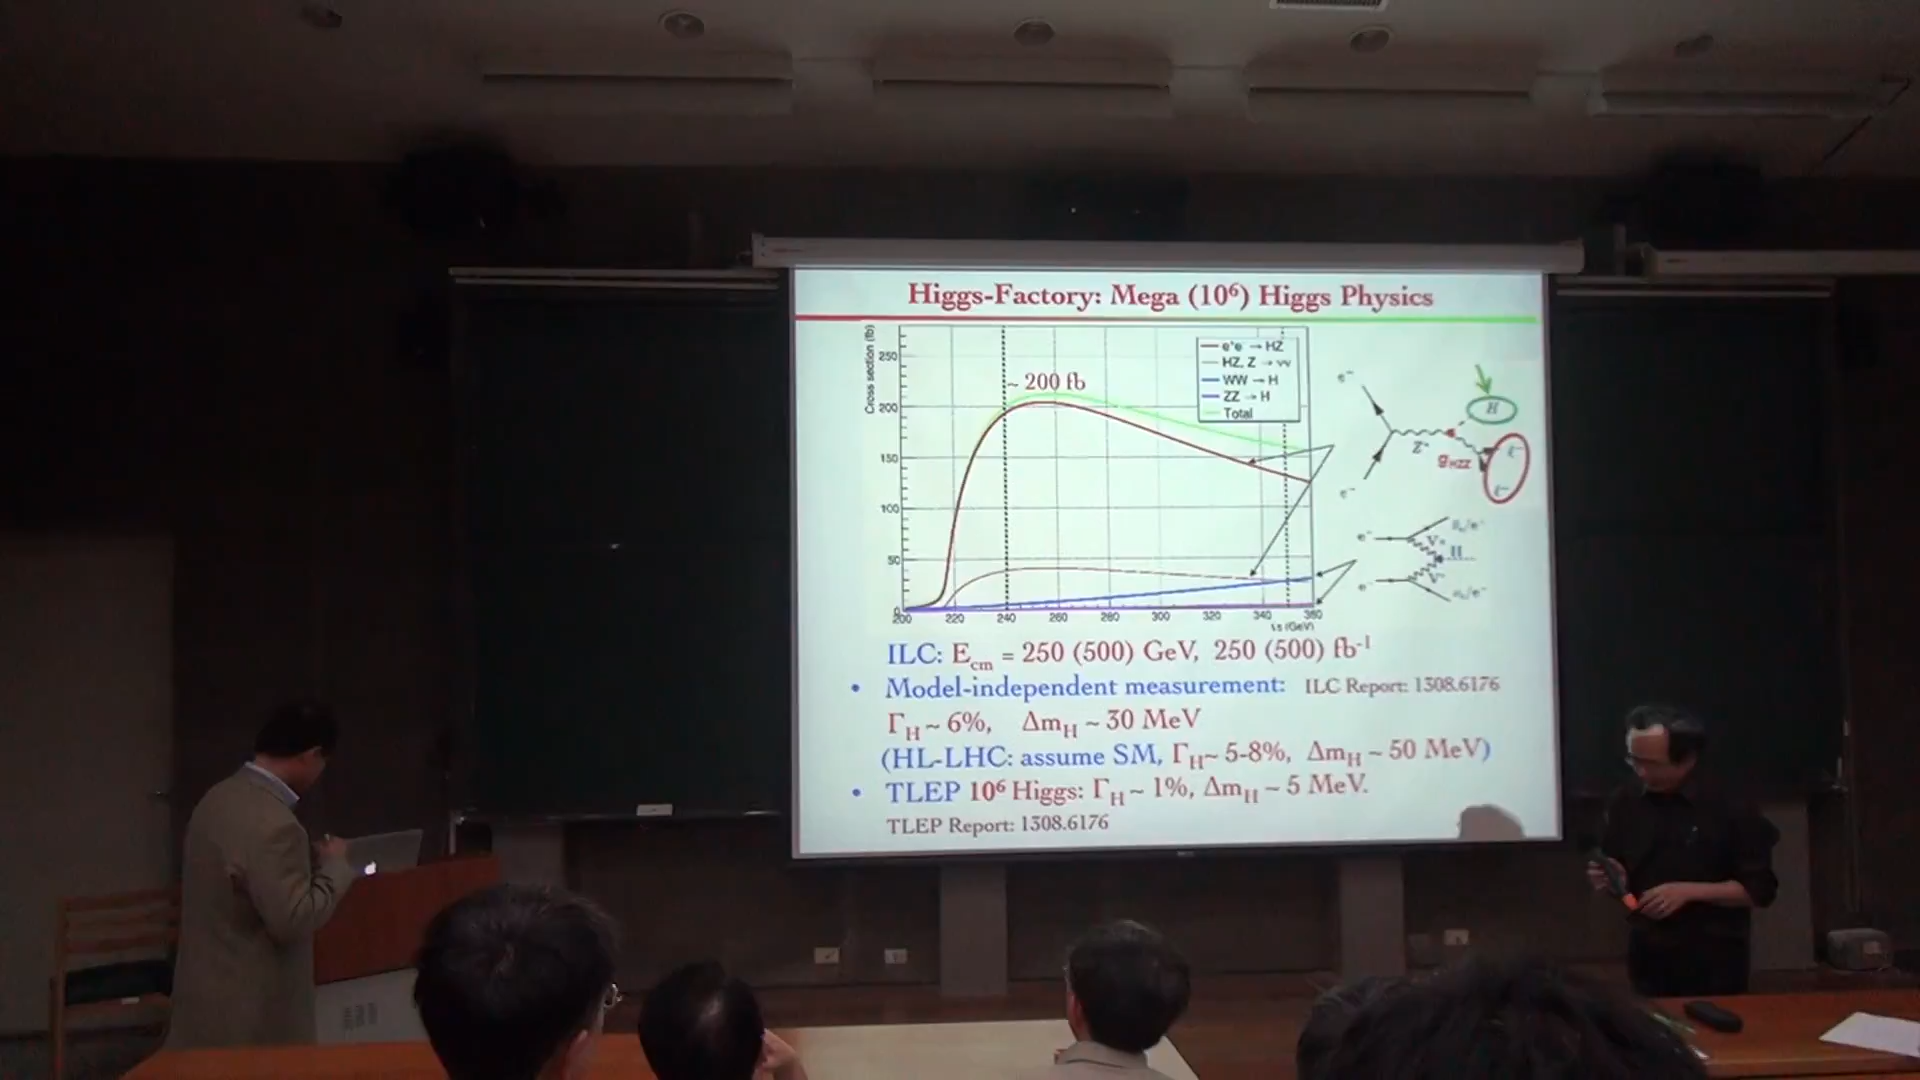 Higgs-Factory: Mega (10⁶) Higgs Physics
Cross section (fb)
250
200
150
100
50
0
~ 200 fb
e⁺e⁻ → HZ
HZ, Z → νν
WW → H
ZZ → H
Total
200 220 240 260 280 300 320 340 360
√s (GeV)
e⁻
e⁻
Z*
g_HZZ
H
ℓ⁻
e⁻
e⁻
H
ILC: E_cm = 250 (500) GeV, 250 (500) fb⁻¹
• Model-independent measurement: ILC Report: 1308.6176
Γ_H ~ 6%, Δm_H ~ 30 MeV
(HL-LHC: assume SM, Γ_H ~ 5-8%, Δm_H ~ 50 MeV)
• TLEP 10⁶ Higgs: Γ_H ~ 1%, Δm_H ~ 5 MeV.
TLEP Report: 1308.6176